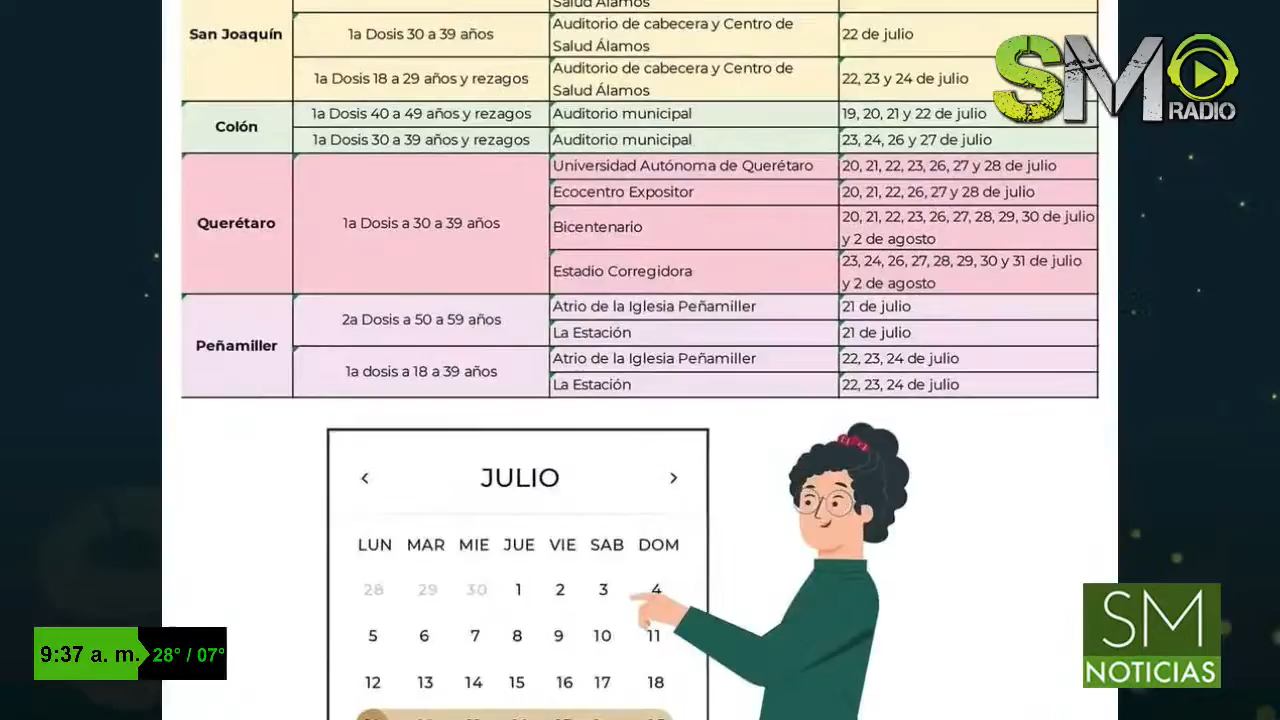 Salud Álamos
San Joaquín
1a Dosis 30 a 39 años
Auditorio de cabecera y Centro de
Salud Álamos
22 de julio
1a Dosis 18 a 29 años y rezagos
Auditorio de cabecera y Centro de
Salud Álamos
22, 23 y 24 de julio
SM
RADIO
Colón
1a Dosis 40 a 49 años y rezagos
Auditorio municipal
19, 20, 21 y 22 de julio
1a Dosis 30 a 39 años y rezagos
Auditorio municipal
23, 24, 26 y 27 de julio
Querétaro
1a Dosis a 30 a 39 años
Universidad Autónoma de Querétaro
20, 21, 22, 23, 26, 27 y 28 de julio
Ecocentro Expositor
20, 21, 22, 26, 27 y 28 de julio
Bicentenario
20, 21, 22, 23, 26, 27, 28, 29, 30 de julio
y 2 de agosto
Estadio Corregidora
23, 24, 26, 27, 28, 29, 30 y 31 de julio
y 2 de agosto
Peñamiller
2a Dosis a 50 a 59 años
Atrio de la Iglesia Peñamiller
21 de julio
La Estación
21 de julio
1a dosis a 18 a 39 años
Atrio de la Iglesia Peñamiller
22, 23, 24 de julio
La Estación
22, 23, 24 de julio
‹ JULIO ›
LUN MAR MIE JUE VIE SAB DOM
28 29 30 1 2 3 4
5 6 7 8 9 10 11
12 13 14 15 16 17 18
9:37 a. m. 28° / 07°
SM
NOTICIAS